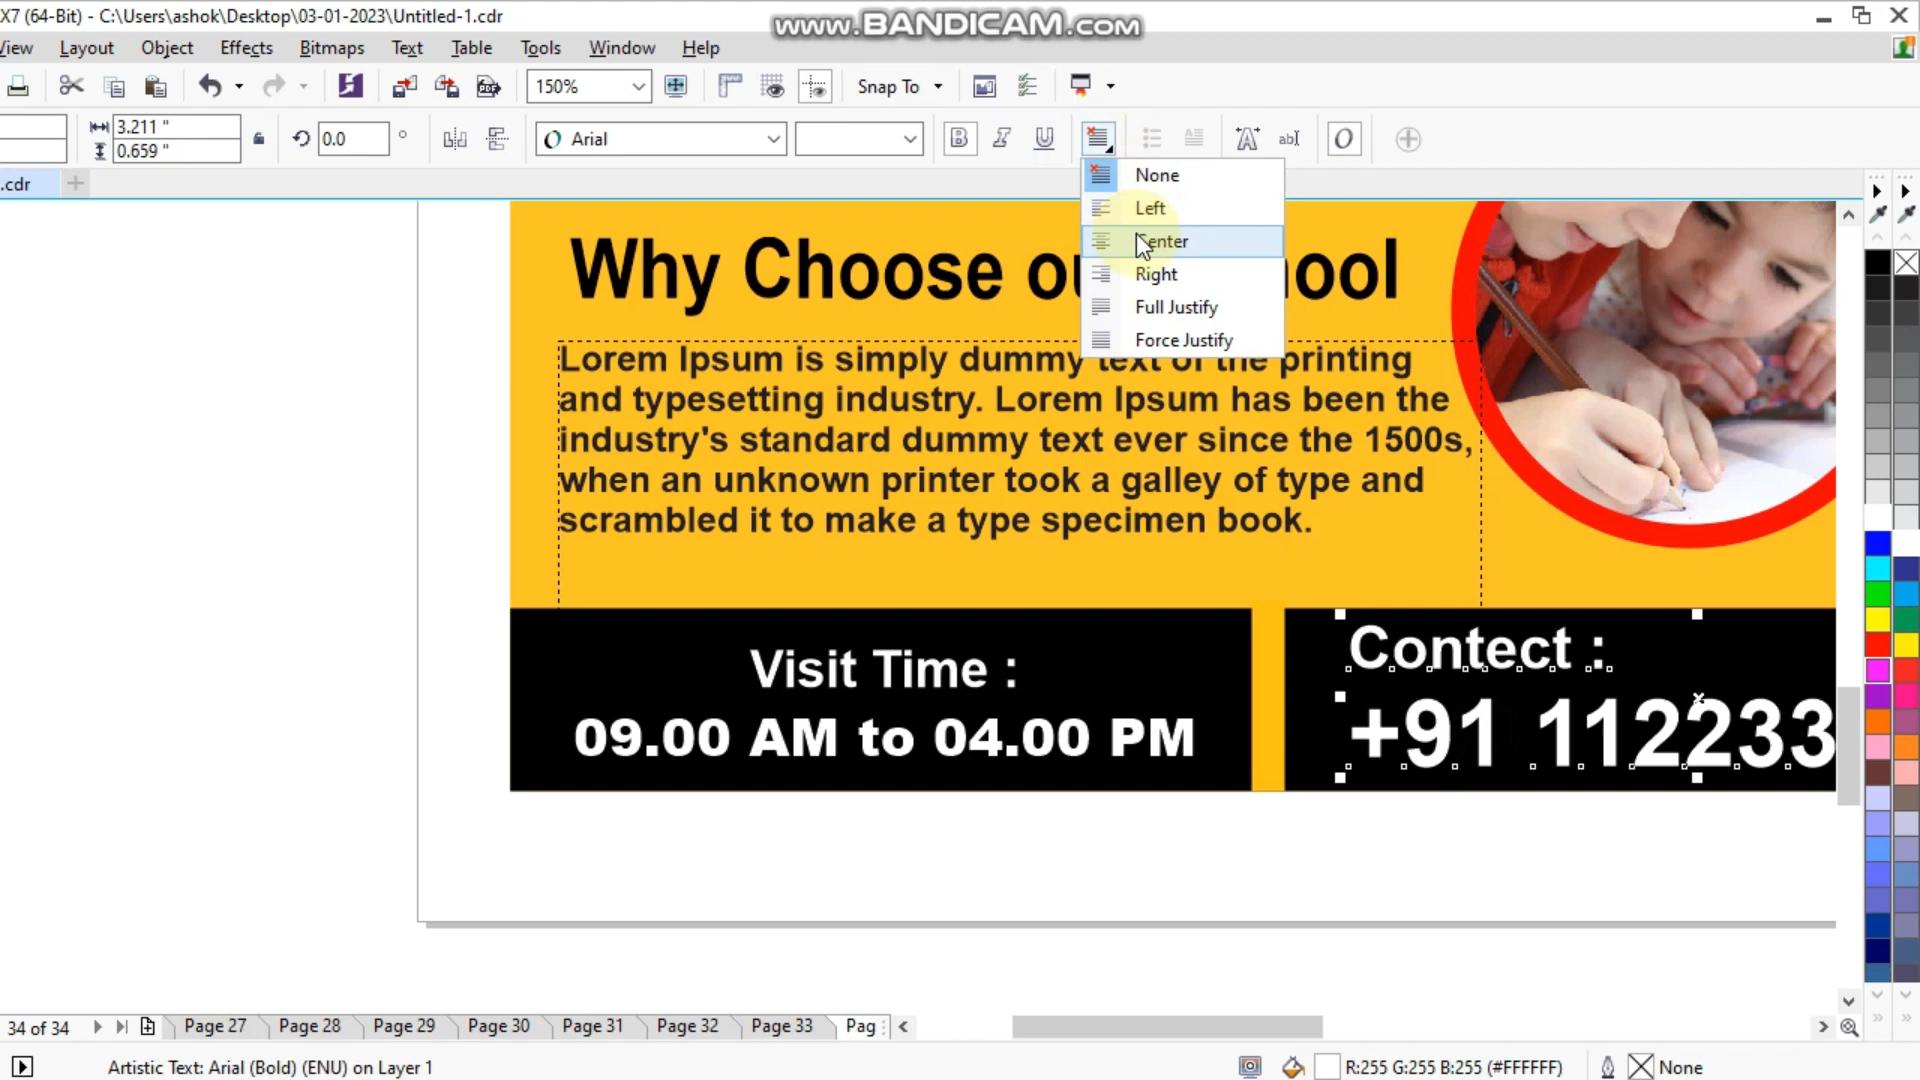 X7 (64-Bit) - C:\Users\ashok\Desktop\03-01-2023\Untitled-1.cdr
www.BANDICAM.com
View Layout Object Effects Bitmaps Text Table Tools Window Help
150% Snap To
3.211 "
0.659 "
0.0 °
Arial
B I U
abI
.cdr
None
Left
Center
Right
Full Justify
Force Justify
Why Choose
Lorem Ipsum is simply dummy text of the printing
and typesetting industry. Lorem Ipsum has been the
industry's standard dummy text ever since the 1500s,
when an unknown printer took a galley of type and
scrambled it to make a type specimen book.
Visit Time :
09.00 AM to 04.00 PM
Contect :
+91 112233
34 of 34 Page 27 Page 28 Page 29 Page 30 Page 31 Page 32 Page 33 Pag
Artistic Text: Arial (Bold) (ENU) on Layer 1
R:255 G:255 B:255 (#FFFFFF) None